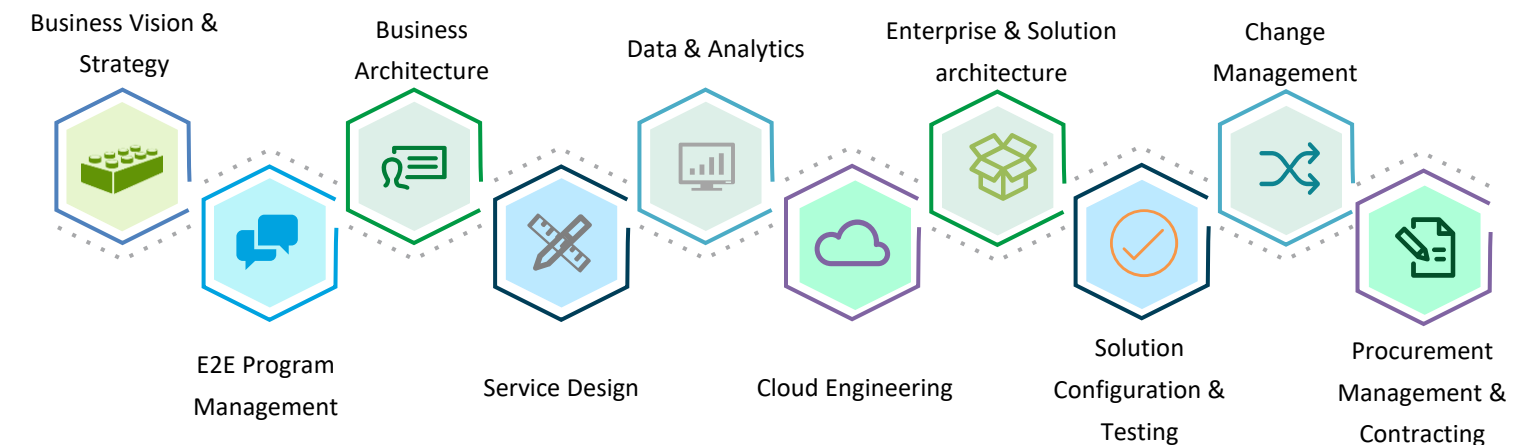 Business Vision &
Strategy
Business
Architecture
Data & Analytics
Enterprise & Solution
architecture
Change
Management
E2E Program
Management
Service Design
Cloud Engineering
Solution
Configuration &
Testing
Procurement
Management &
Contracting